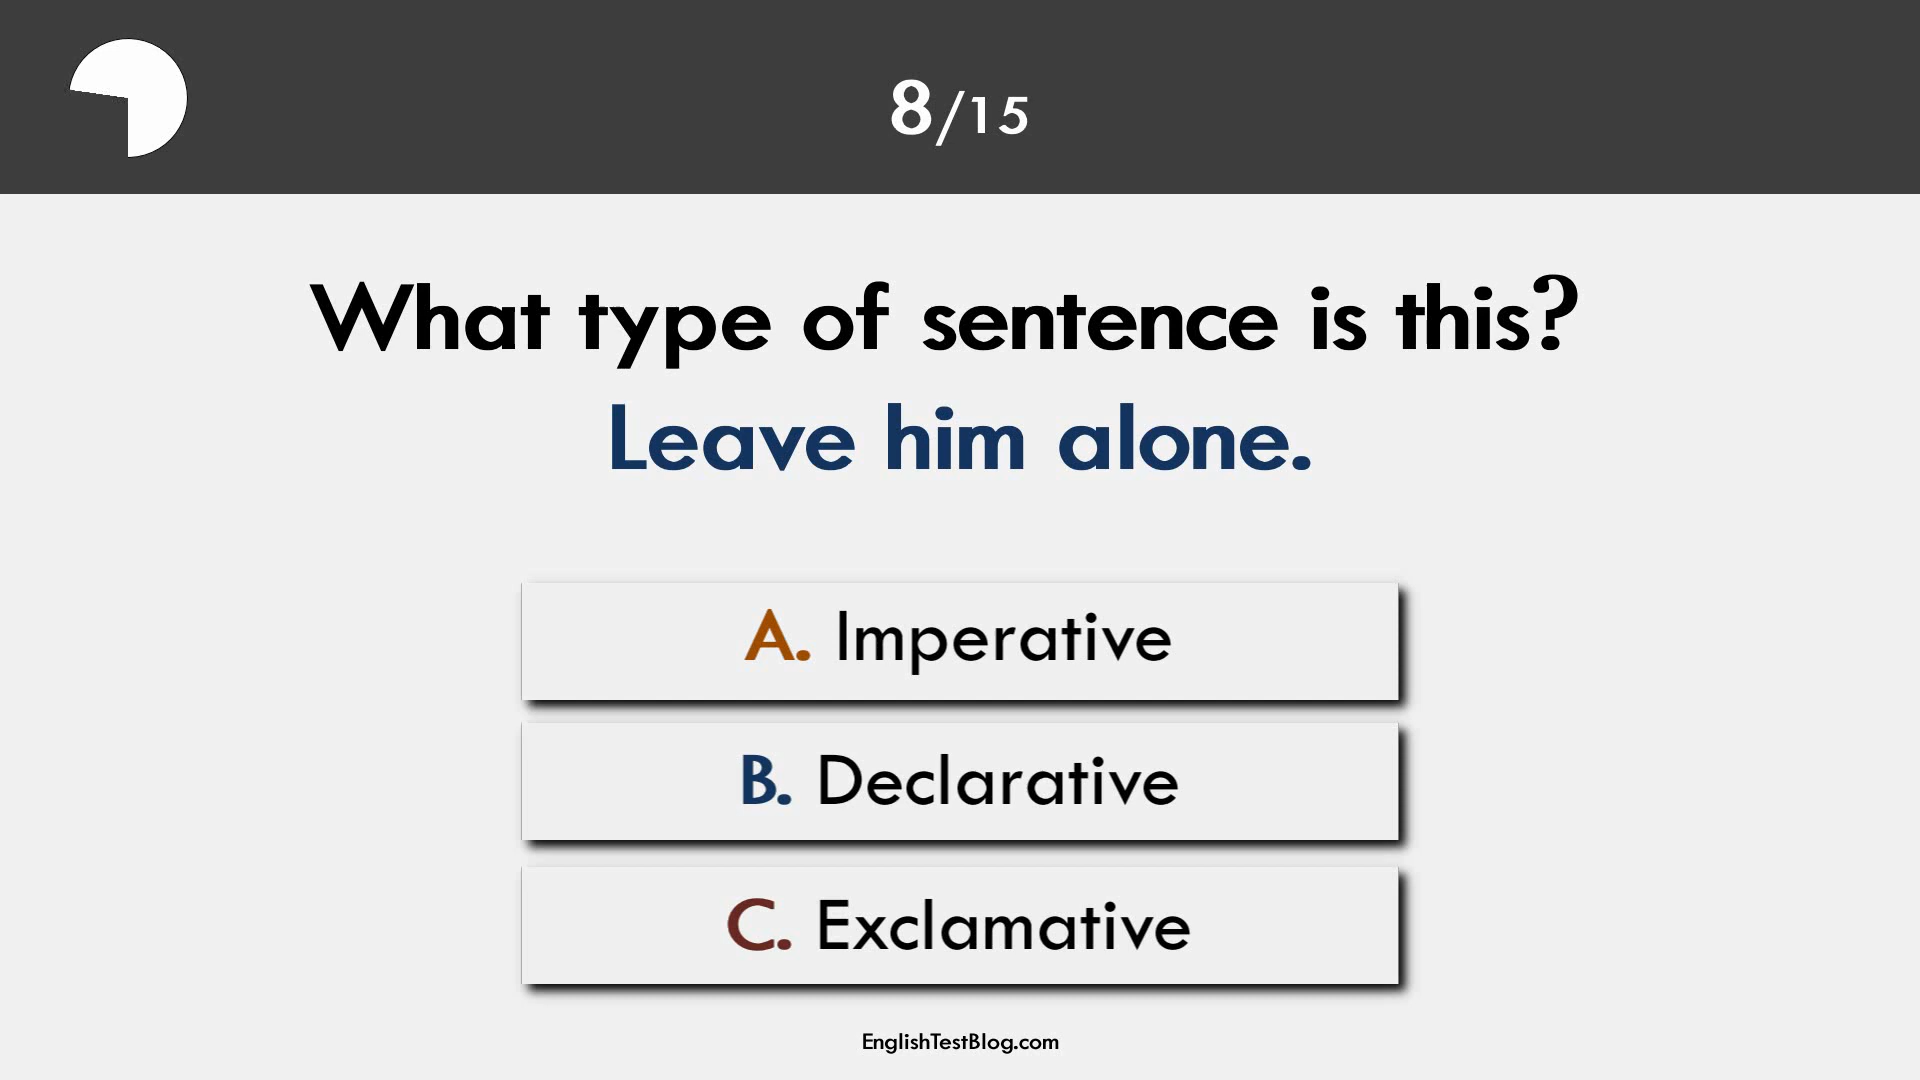 8/15
What type of sentence is this?
Leave him alone.
A. Imperative
B. Declarative
C. Exclamative
EnglishTestBlog.com